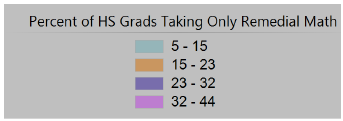 Percent of HS Grads Taking Only Remedial Math
5 - 15
15 - 23
23 - 32
32 - 44